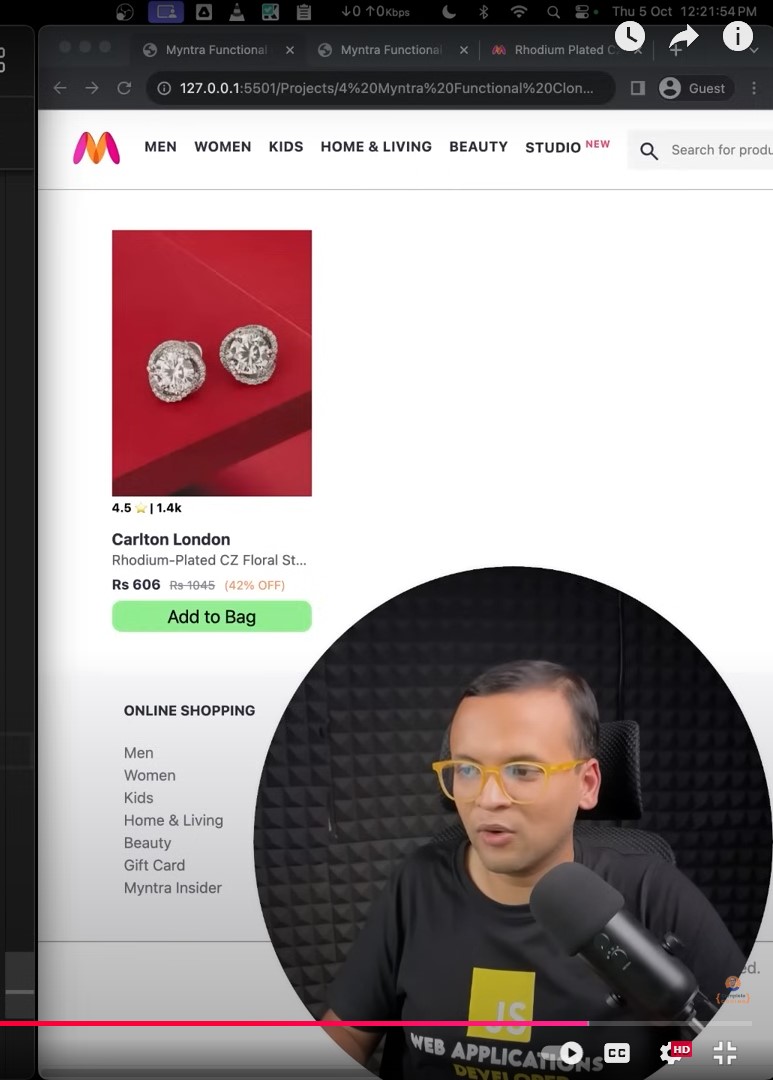 ↓0 ↑0Kbps
Thu 5 Oct 12:21:54 PM
Myntra Functional
Myntra Functional
Rhodium Plated C
127.0.0.1:5501/Projects/4%20Myntra%20Functional%20Clon...
Guest
MEN WOMEN KIDS HOME & LIVING BEAUTY STUDIO NEW
Search for produ
4.5 ⭐ | 1.4k
Carlton London
Rhodium-Plated CZ Floral St...
Rs 606 Rs 1045 (42% OFF)
Add to Bag
ONLINE SHOPPING
Men
Women
Kids
Home & Living
Beauty
Gift Card
Myntra Insider
ed.
JS
WEB APPLICATIONS
DEVELOPER
CC
HD